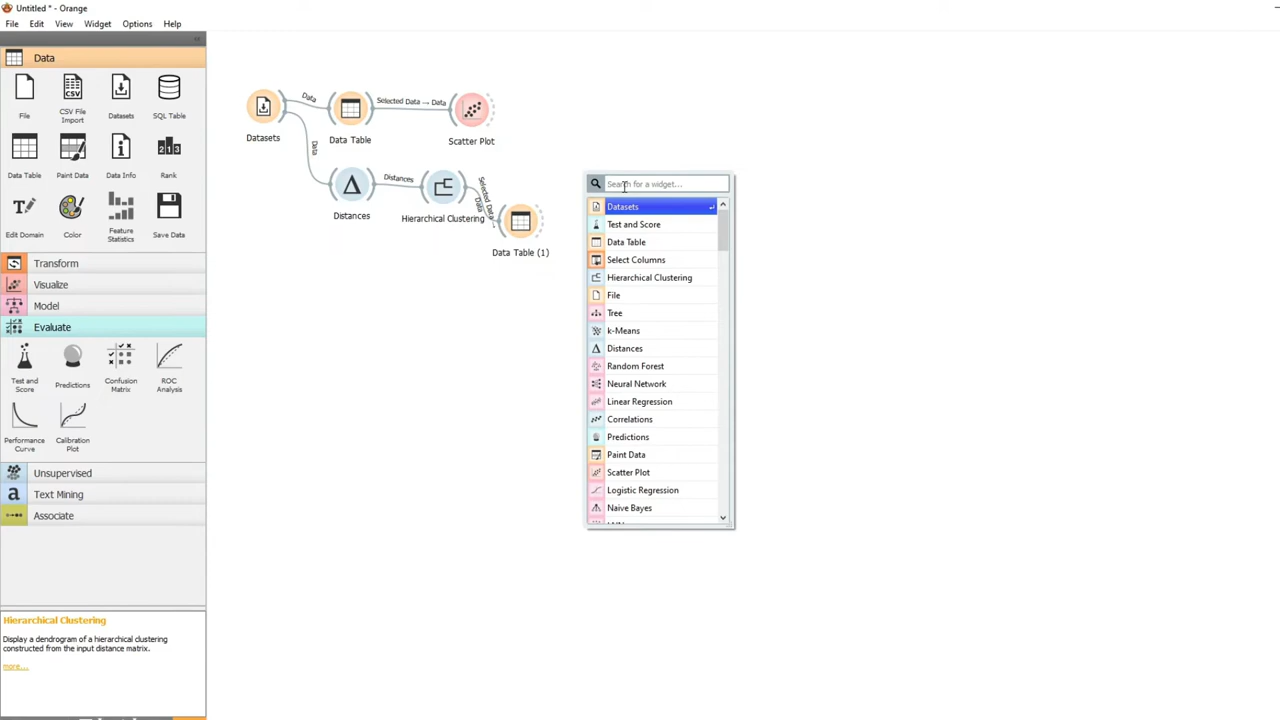 Untitled * - Orange
File Edit View Widget Options Help
Data
File
CSV File Import
Datasets
SQL Table
Data Table
Paint Data
Data Info
Rank
Edit Domain
Color
Feature Statistics
Save Data
Transform
Visualize
Model
Evaluate
Test and Score
Predictions
Confusion Matrix
ROC Analysis
Performance Curve
Calibration Plot
Unsupervised
Text Mining
Associate
Hierarchical Clustering
Display a dendrogram of a hierarchical clustering
constructed from the input distance matrix.
more...
Datasets
Data
Data Table
Selected Data → Data
Scatter Plot
Data
Distances
Distances
Hierarchical Clustering
Selected Data →
Data
Data Table (1)
Search for a widget...
Datasets
Test and Score
Data Table
Select Columns
Hierarchical Clustering
File
Tree
k-Means
Distances
Random Forest
Neural Network
Linear Regression
Correlations
Predictions
Paint Data
Scatter Plot
Logistic Regression
Naive Bayes